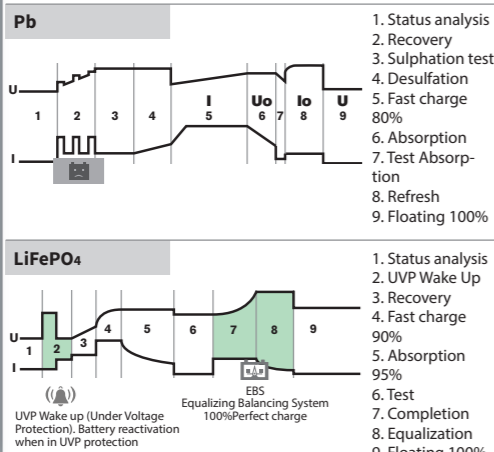 Pb
U
I
1 2 3 4 5 6 7 8 9
I Uo Io U
1. Status analysis
2. Recovery
3. Sulphation test
4. Desulfation
5. Fast charge
80%
6. Absorption
7. Test Absorp-
tion
8. Refresh
9. Floating 100%
LiFePO4
U
I
1 2 3 4 5 6 7 8 9
UVP Wake up (Under Voltage
Protection). Battery reactivation
when in UVP protection
EBS
Equalizing Balancing System
100%Perfect charge
1. Status analysis
2. UVP Wake Up
3. Recovery
4. Fast charge
90%
5. Absorption
95%
6. Test
7. Completion
8. Equalization
9. Floating 100%